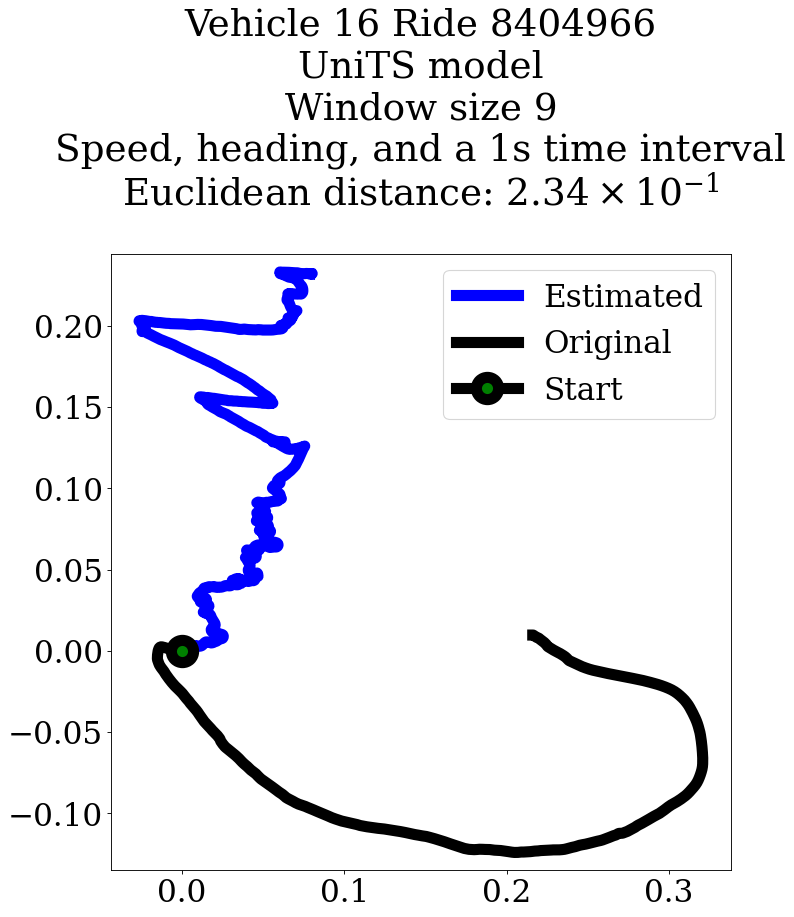 Vehicle 16 Ride 8404966
UniTS model
Window size 9
Speed, heading, and a 1s time interval
Euclidean distance: 2.34 × 10⁻¹
Estimated
Original
Start
0.20
0.15
0.10
0.05
0.00
−0.05
−0.10
0.0 0.1 0.2 0.3